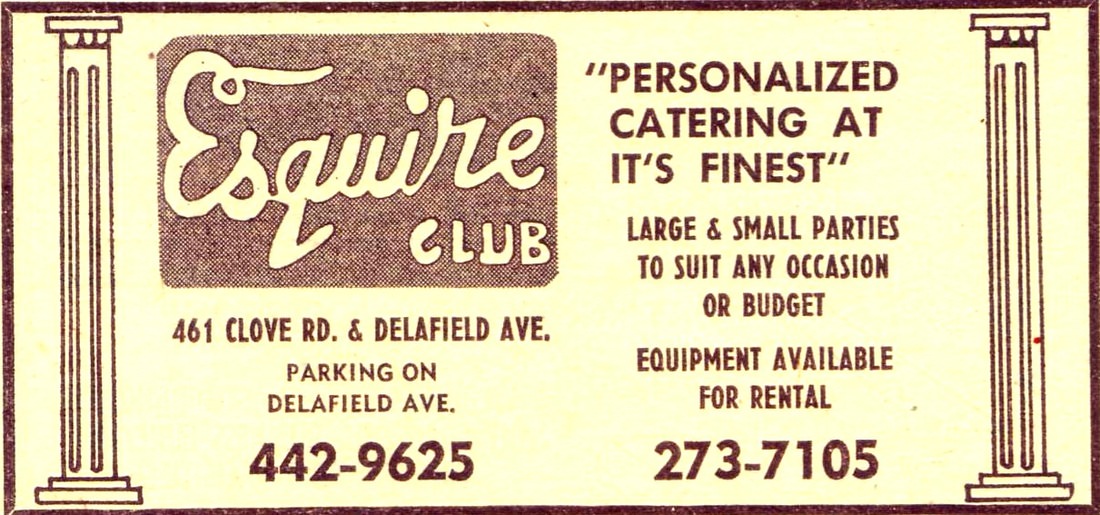 Esquire
CLUB
461 CLOVE RD. & DELAFIELD AVE.
PARKING ON
DELAFIELD AVE.
442-9625
"PERSONALIZED
CATERING AT
IT'S FINEST"
LARGE & SMALL PARTIES
TO SUIT ANY OCCASION
OR BUDGET
EQUIPMENT AVAILABLE
FOR RENTAL
273-7105